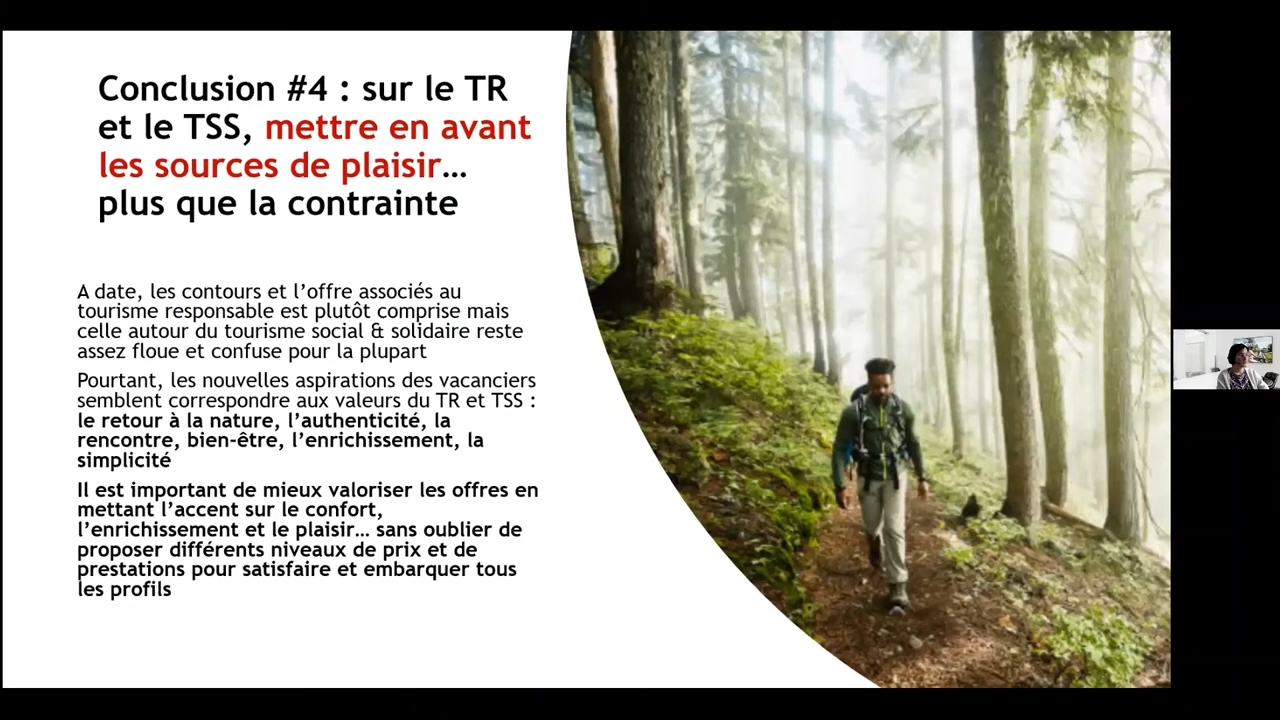 Conclusion #4 : sur le TR
et le TSS, mettre en avant
les sources de plaisir…
plus que la contrainte
A date, les contours et l’offre associés au
tourisme responsable est plutôt comprise mais
celle autour du tourisme social & solidaire reste
assez floue et confuse pour la plupart
Pourtant, les nouvelles aspirations des vacanciers
semblent correspondre aux valeurs du TR et TSS :
le retour à la nature, l’authenticité, la
rencontre, bien-être, l’enrichissement, la
simplicité
Il est important de mieux valoriser les offres en
mettant l’accent sur le confort,
l’enrichissement et le plaisir… sans oublier de
proposer différents niveaux de prix et de
prestations pour satisfaire et embarquer tous
les profils